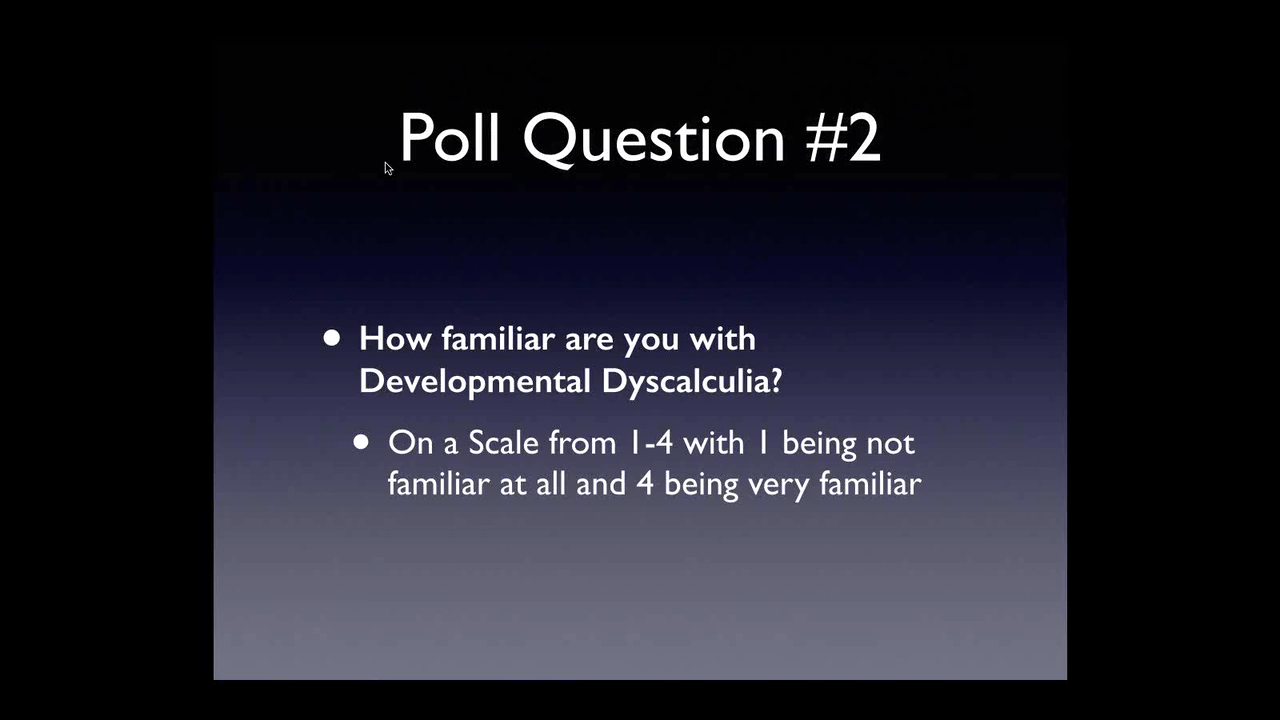 Poll Question #2
• How familiar are you with
Developmental Dyscalculia?
• On a Scale from 1-4 with 1 being not
familiar at all and 4 being very familiar